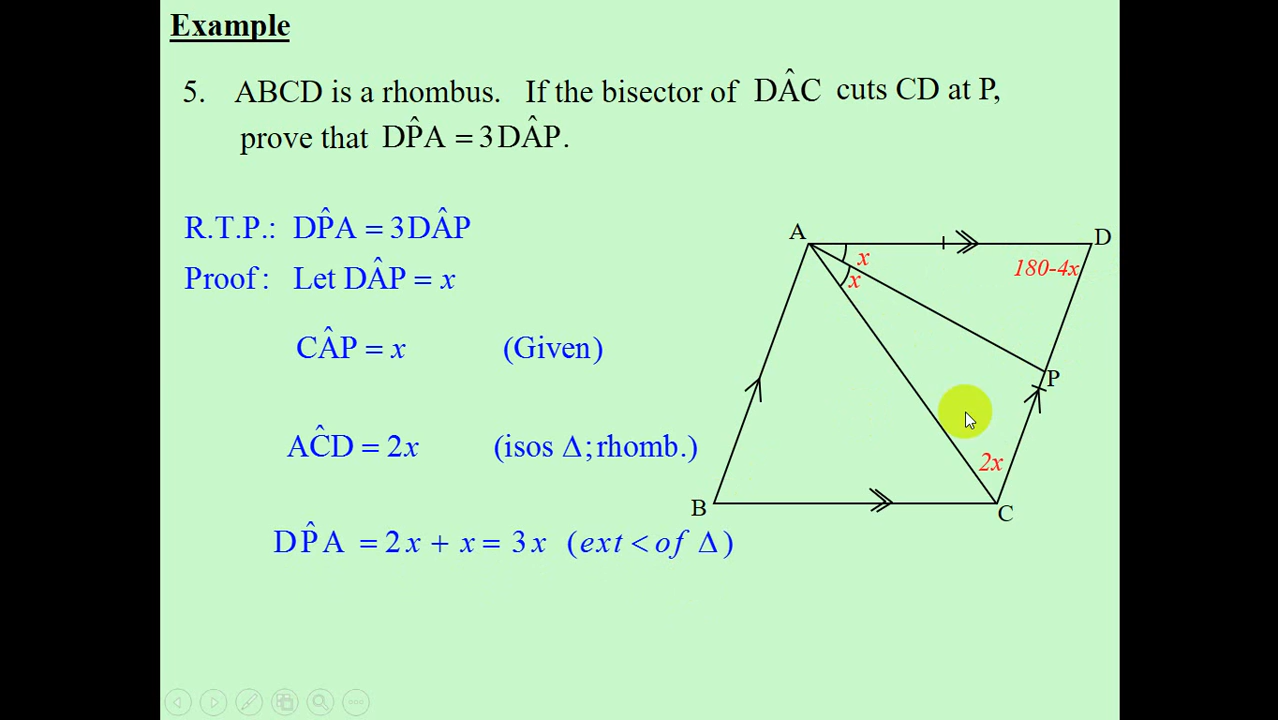 Example
5. ABCD is a rhombus. If the bisector of DÂC cuts CD at P,
prove that DP̂A = 3DÂP.
R.T.P.: DP̂A = 3DÂP
Proof: Let DÂP = x
CÂP = x (Given)
AĈD = 2x (isos Δ; rhomb.)
DP̂A = 2x + x = 3x (ext < of Δ)
A
D
x
180-4x
x
P
2x
B
C